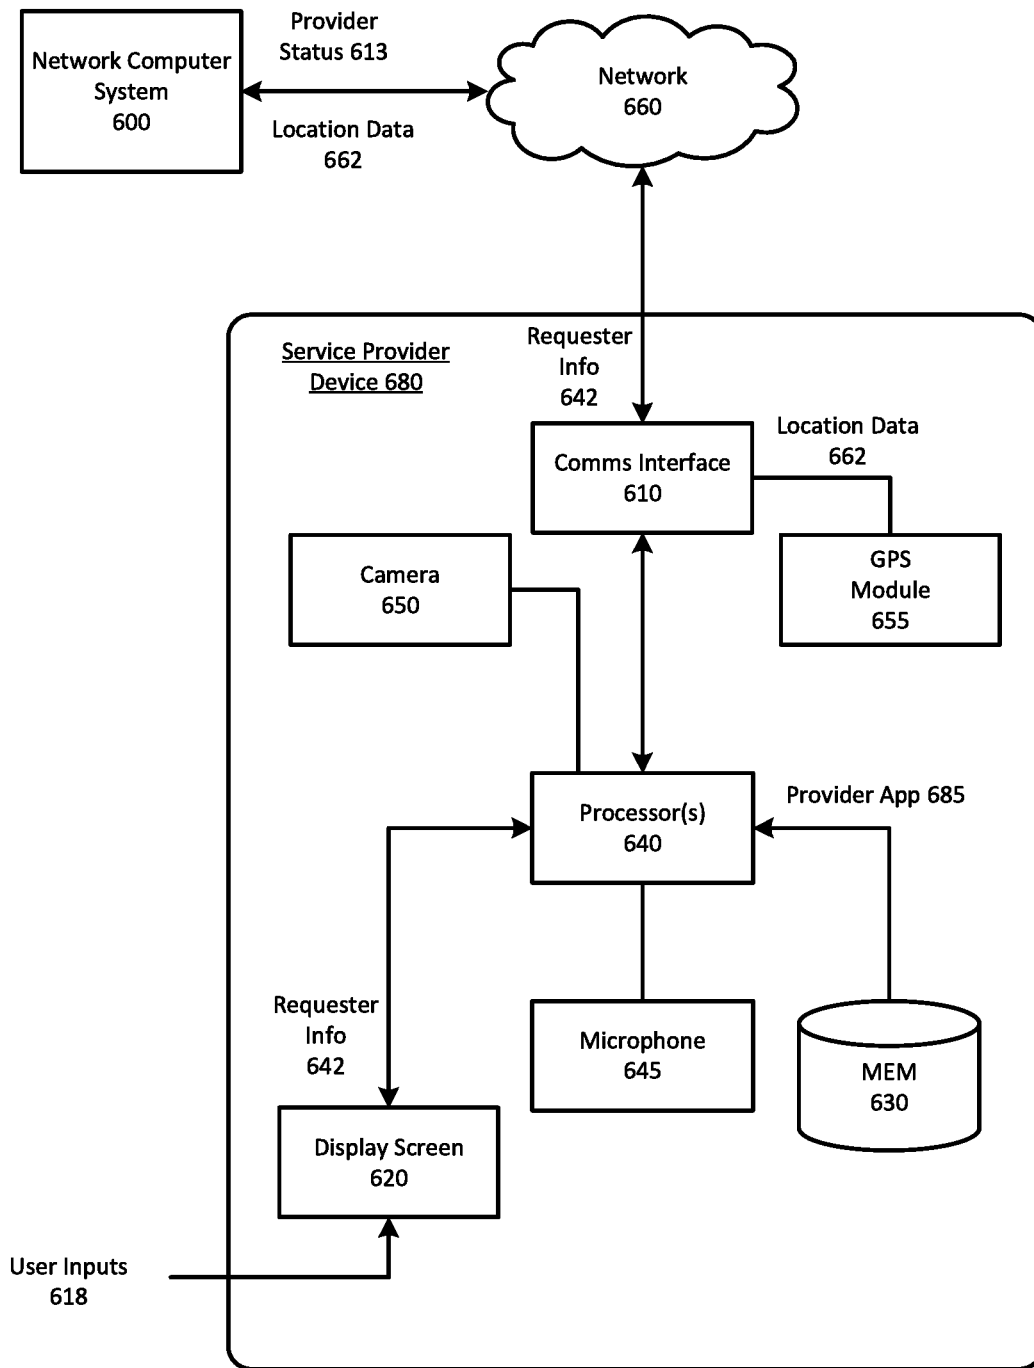 Network Computer
System
600
Provider
Status 613
Location Data
662
Network
660
Service Provider
Device 680
Requester
Info
642
Comms Interface
610
Location Data
662
Camera
650
GPS
Module
655
Processor(s)
640
Provider App 685
Requester
Info
642
Microphone
645
MEM
630
Display Screen
620
User Inputs
618